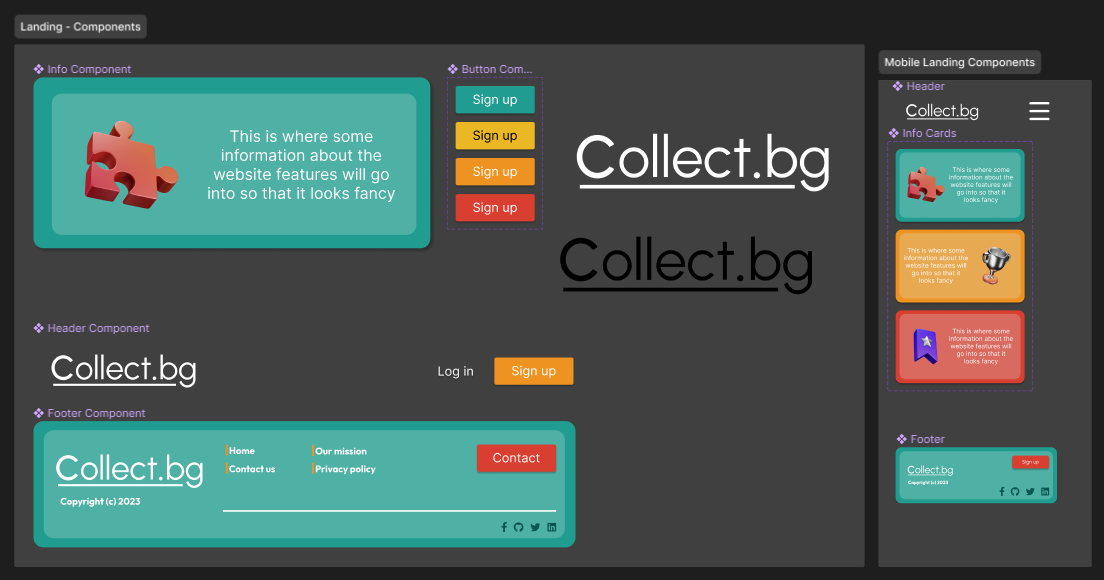 Landing - Components
Info Component
This is where some
information about the
website features will go
into so that it looks fancy
Button Com...
Sign up
Sign up
Sign up
Sign up
Collect.bg
Collect.bg
Header Component
Collect.bg
Log in
Sign up
Footer Component
Collect.bg
Copyright (c) 2023
Home
Contact us
Our mission
Privacy policy
Contact
Mobile Landing Components
Header
Collect.bg
Info Cards
This is where some
information about the
website features will
go into so that it
looks fancy
This is where some
information about the
website features will
go into so that it
looks fancy
This is where some
information about the
website features will
go into so that it
looks fancy
Footer
Collect.bg
Copyright (c) 2023
Sign up